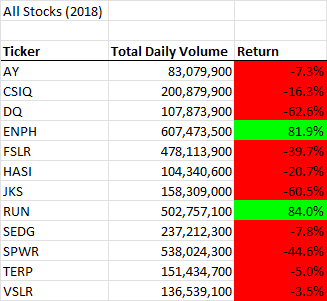 All Stocks (2018)
Ticker Total Daily Volume Return
AY 83,079,900 -7.3%
CSIQ 200,879,900 -16.3%
DQ 107,873,900 -62.6%
ENPH 607,473,500 81.9%
FSLR 478,113,900 -39.7%
HASI 104,340,600 -20.7%
JKS 158,309,000 -60.5%
RUN 502,757,100 84.0%
SEDG 237,212,300 -7.8%
SPWR 538,024,300 -44.6%
TERP 151,434,700 -5.0%
VSLR 136,539,100 -3.5%